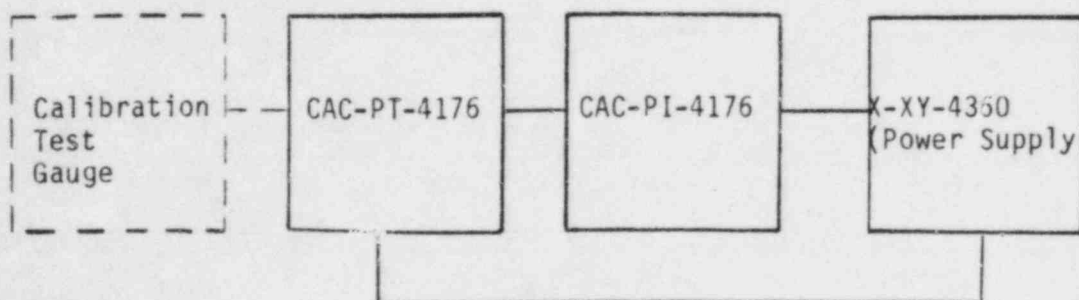 Calibration
Test
Gauge
CAC-PT-4176
CAC-PI-4176
X-XY-4360
(Power Supply